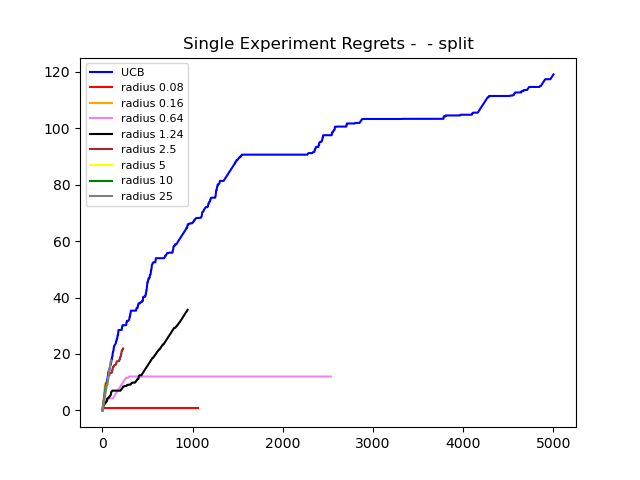 Single Experiment Regrets -  - split
120
100
80
60
40
20
0
UCB
radius 0.08
radius 0.16
radius 0.64
radius 1.24
radius 2.5
radius 5
radius 10
radius 25
0 1000 2000 3000 4000 5000